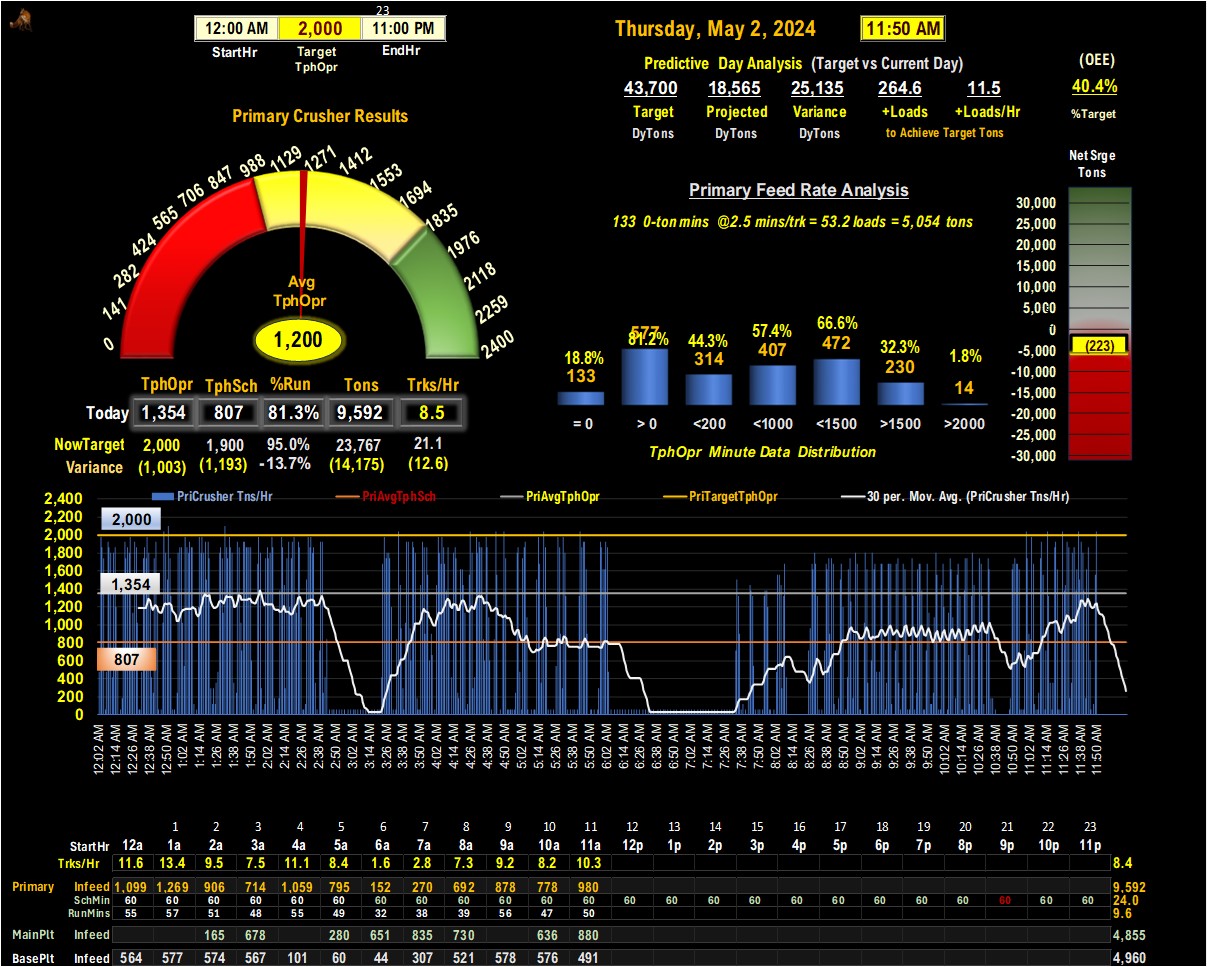 23
12:00 AM 2,000 11:00 PM
StartHr Target TphOpr EndHr
Thursday, May 2, 2024 11:50 AM
Predictive Day Analysis (Target vs Current Day)
43,700 18,565 25,135 264.6 11.5
Target Projected Variance +Loads +Loads/Hr
DyTons DyTons DyTons to Achieve Target Tons
(OEE)
40.4%
%Target
Primary Crusher Results
0 141 282 424 565 706 847 988 1129 1271 1412 1553 1694 1835 1976 2118 2259 2400
Avg
TphOpr
1,200
TphOpr TphSch %Run Tons Trks/Hr
Today 1,354 807 81.3% 9,592 8.5
NowTarget 2,000 1,900 95.0% 23,767 21.1
Variance (1,003) (1,193) -13.7% (14,175) (12.6)
Primary Feed Rate Analysis
133 0-ton mins @2.5 mins/trk = 53.2 loads = 5,054 tons
18.8% 81.2% 44.3% 57.4% 66.6% 32.3% 1.8%
133 577 314 407 472 230 14
= 0 > 0 <200 <1000 <1500 >1500 >2000
TphOpr Minute Data Distribution
Net Srge
Tons
30,000
25,000
20,000
15,000
10,000
5,000
0
-5,000
(223)
-10,000
-15,000
-20,000
-25,000
-30,000
PriCrusher Tns/Hr PriAvgTphSch PriAvgTphOpr PriTargetTphOpr 30 per. Mov. Avg. (PriCrusher Tns/Hr)
2,400
2,200
2,000
1,800
1,600
1,400
1,200
1,000
800
600
400
200
0
2,000
1,354
807
12:02 AM 12:14 AM 12:26 AM 12:38 AM 12:50 AM 1:02 AM 1:14 AM 1:26 AM 1:38 AM 1:50 AM 2:02 AM 2:14 AM 2:26 AM 2:38 AM 2:50 AM 3:02 AM 3:14 AM 3:26 AM 3:38 AM 3:50 AM 4:02 AM 4:14 AM 4:26 AM 4:38 AM 4:50 AM 5:02 AM 5:14 AM 5:26 AM 5:38 AM 5:50 AM 6:02 AM 6:14 AM 6:26 AM 6:38 AM 6:50 AM 7:02 AM 7:14 AM 7:26 AM 7:38 AM 7:50 AM 8:02 AM 8:14 AM 8:26 AM 8:38 AM 8:50 AM 9:02 AM 9:14 AM 9:26 AM 9:38 AM 9:50 AM 10:02 AM 10:14 AM 10:26 AM 10:38 AM 10:50 AM 11:02 AM 11:14 AM 11:26 AM 11:38 AM 11:50 AM
1 2 3 4 5 6 7 8 9 10 11 12 13 14 15 16 17 18 19 20 21 22 23
StartHr 12a 1a 2a 3a 4a 5a 6a 7a 8a 9a 10a 11a 12p 1p 2p 3p 4p 5p 6p 7p 8p 9p 10p 11p
Trks/Hr 11.6 13.4 9.5 7.5 11.1 8.4 1.6 2.8 7.3 9.2 8.2 10.3 8.4
Primary Infeed 1,099 1,269 906 714 1,059 795 152 270 692 878 778 980 9,592
SchMin 60 60 60 60 60 60 60 60 60 60 60 60 60 60 60 60 60 60 60 60 60 60 60 60 24.0
RunMins 55 57 51 48 55 49 32 38 39 56 47 50 9.6
MainPlt Infeed 165 678 280 651 835 730 636 880 4,855
BasePlt Infeed 564 577 574 567 101 60 44 307 521 578 576 491 4,960